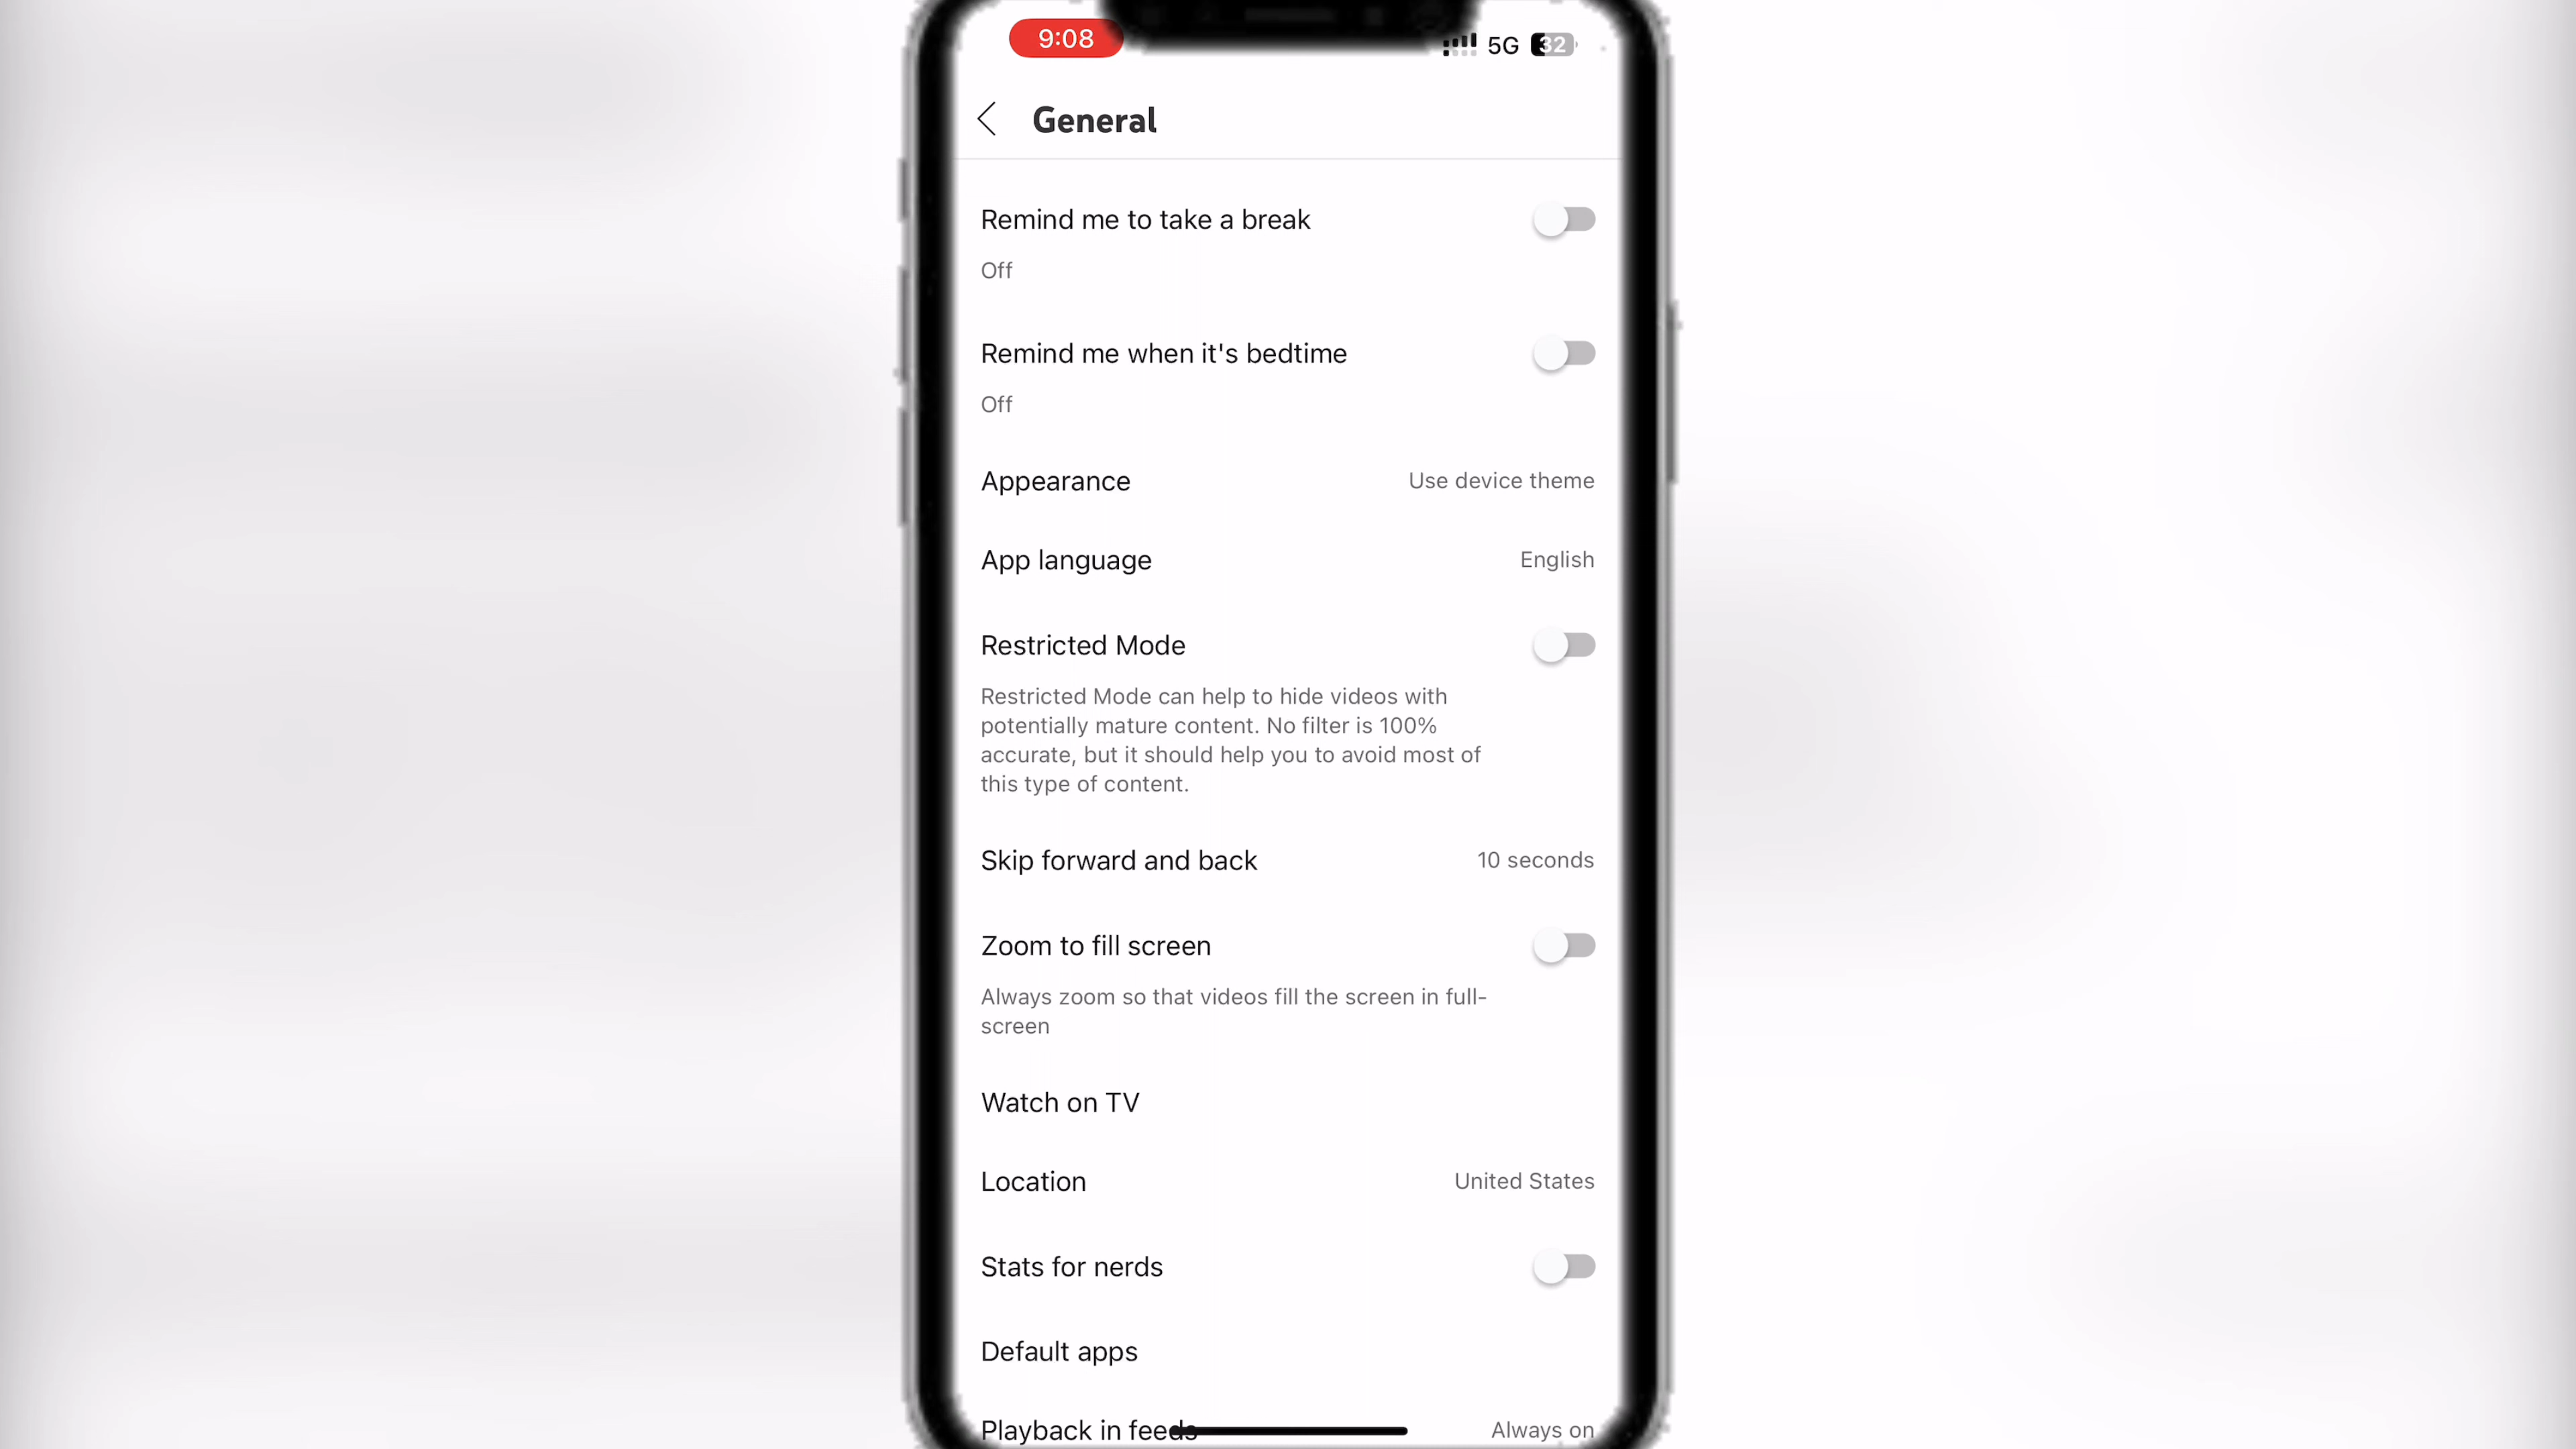 9:08
5G 32
General
Remind me to take a break
Off
Remind me when it's bedtime
Off
Appearance Use device theme
App language English
Restricted Mode
Restricted Mode can help to hide videos with
potentially mature content. No filter is 100%
accurate, but it should help you to avoid most of
this type of content.
Skip forward and back 10 seconds
Zoom to fill screen
Always zoom so that videos fill the screen in full-
screen
Watch on TV
Location United States
Stats for nerds
Default apps
Playback in feeds Always on